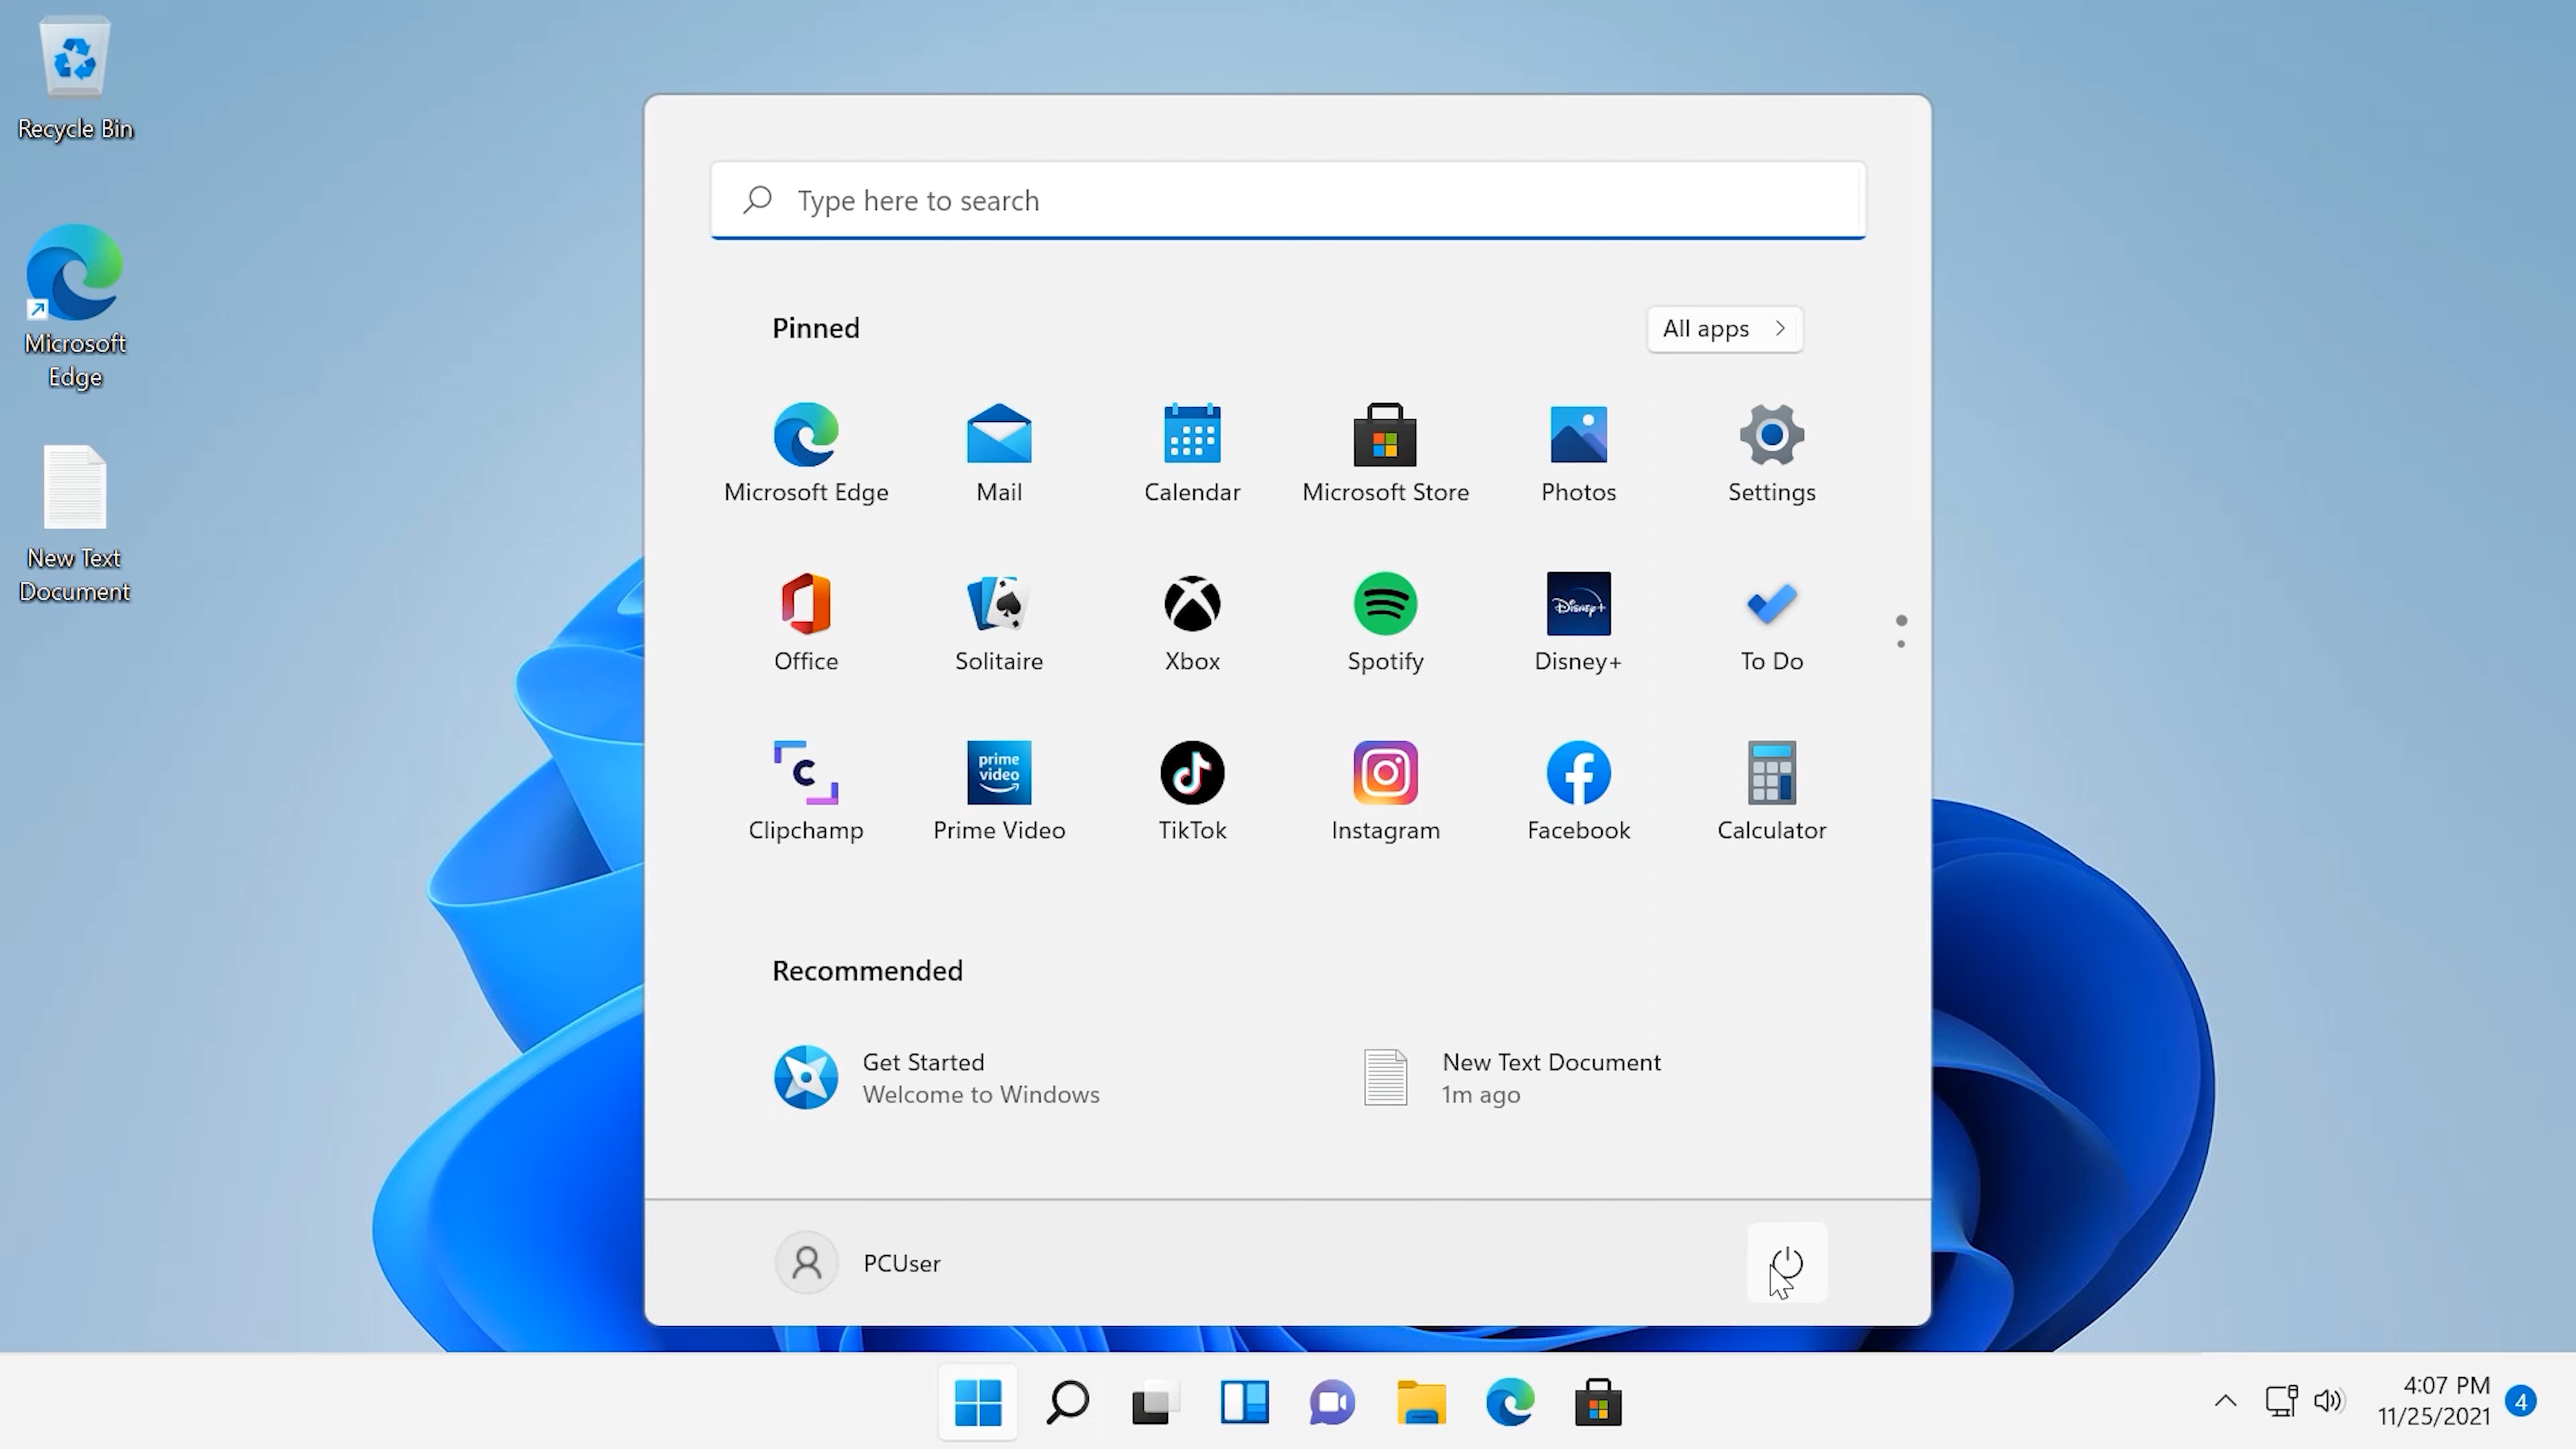 Recycle Bin
Microsoft
Edge
New Text
Document
Type here to search
Pinned
All apps
Microsoft Edge
Mail
Calendar
Microsoft Store
Photos
Settings
Office
Solitaire
Xbox
Spotify
Disney+
Disney+
To Do
C
prime
video
Clipchamp
Prime Video
TikTok
Instagram
Facebook
Calculator
Recommended
Get Started
Welcome to Windows
New Text Document
1m ago
PCUser
4:07 PM
11/25/2021
4